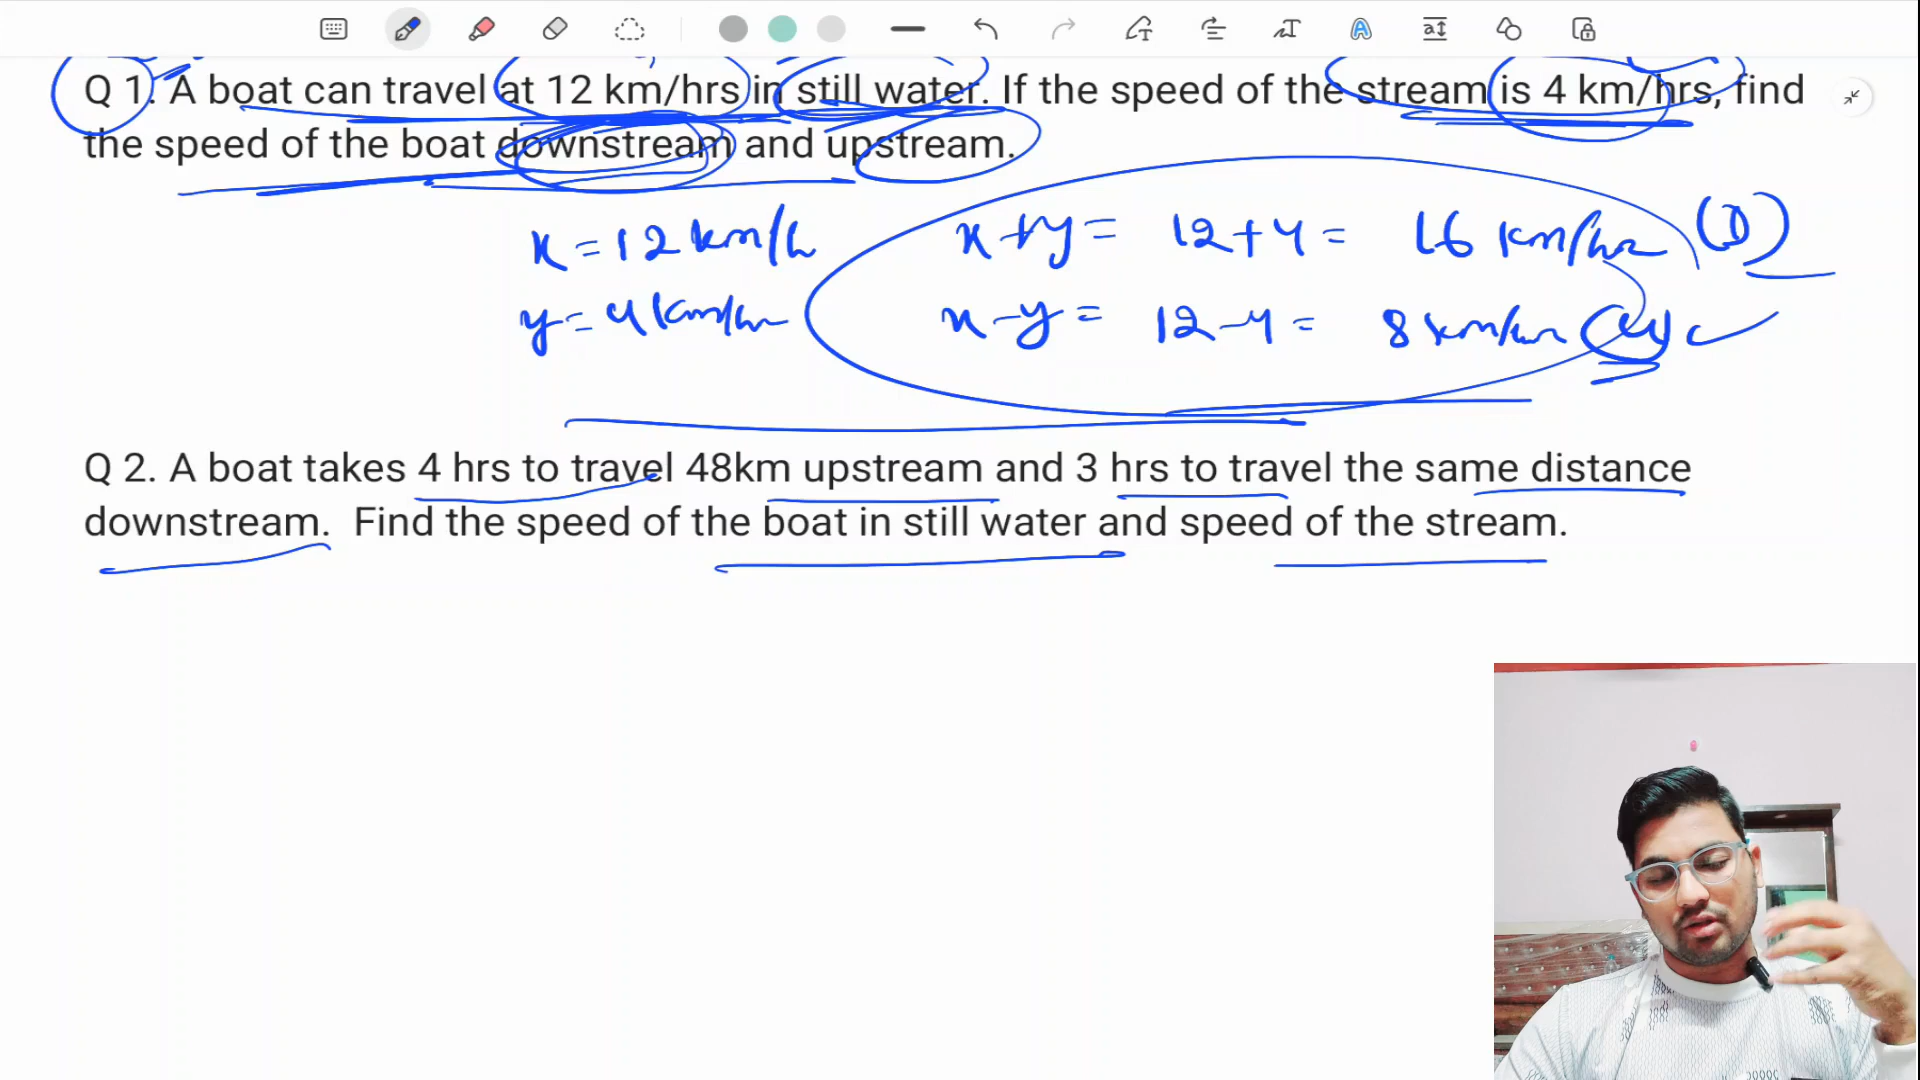 Q 1. A boat can travel at 12 km/hrs in still water. If the speed of the stream is 4 km/hrs, find
the speed of the boat downstream and upstream.
x = 12 km/h
x+y = 12+4 = 16 km/hr (D)
y = 4 km/hr
x-y = 12-4 = 8 km/hr (U)
Q 2. A boat takes 4 hrs to travel 48km upstream and 3 hrs to travel the same distance
downstream. Find the speed of the boat in still water and speed of the stream.